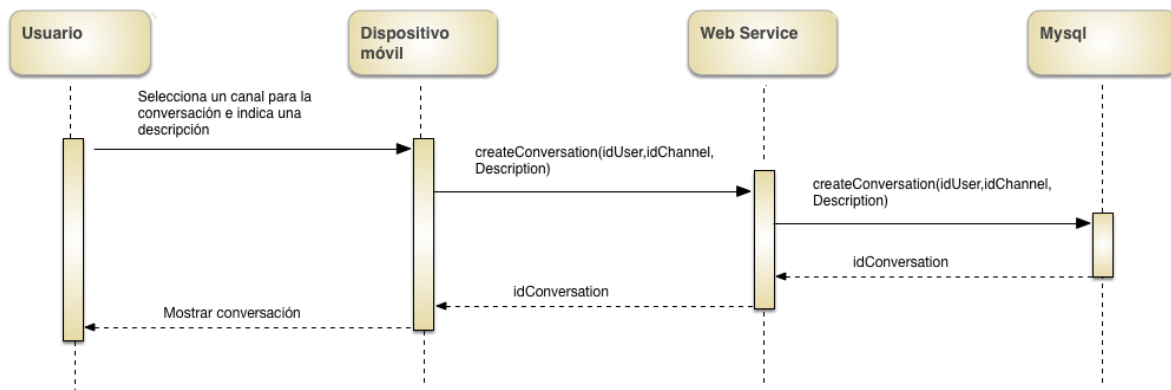 Usuario
Dispositivo
móvil
Web Service
Mysql
Selecciona un canal para la
conversación e indica una
descripción
createConversation(idUser,idChannel,
Description)
createConversation(idUser,idChannel,
Description)
idConversation
idConversation
Mostrar conversación